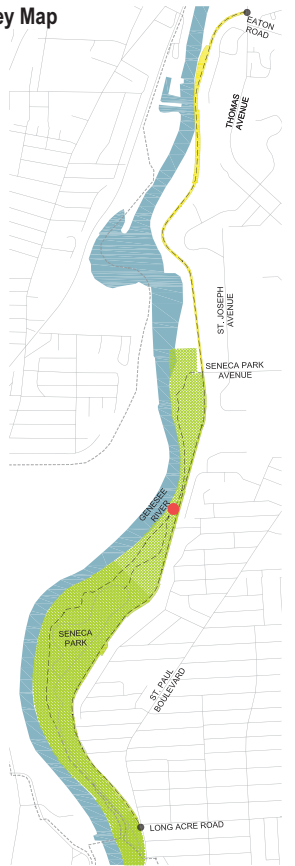 ey Map
EATON
ROAD
THOMAS
AVENUE
ST. JOSEPH
AVENUE
SENECA PARK
AVENUE
GENESEE
RIVER
SENECA
PARK
ST. PAUL
BOULEVARD
LONG ACRE ROAD